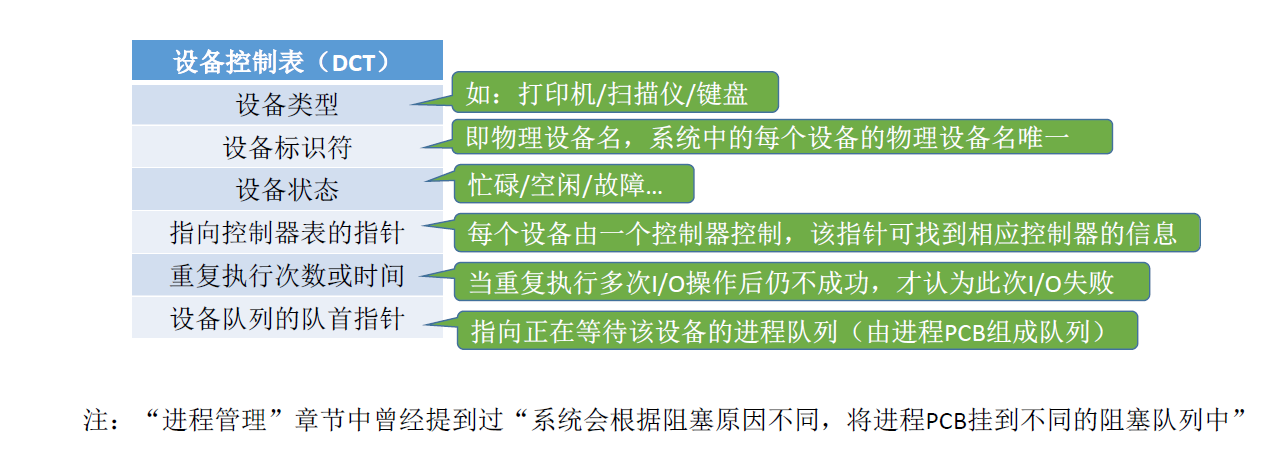 设备控制表（DCT）
设备类型
如：打印机/扫描仪/键盘
设备标识符
即物理设备名，系统中的每个设备的物理设备名唯一
设备状态
忙碌/空闲/故障...
指向控制器表的指针
每个设备由一个控制器控制，该指针可找到相应控制器的信息
重复执行次数或时间
当重复执行多次I/O操作后仍不成功，才认为此次I/O失败
设备队列的队首指针
指向正在等待该设备的进程队列（由进程PCB组成队列）
注：“进程管理”章节中曾经提到过“系统会根据阻塞原因不同，将进程PCB挂到不同的阻塞队列中”